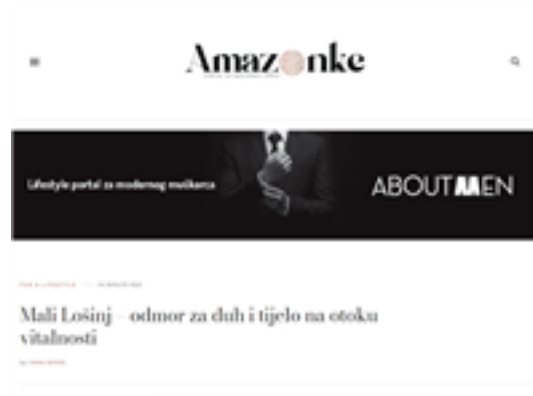 Amazonke
Lifestyle portal za modernog muškarca
ABOUTMEN
Mali Lošinj – odmor za duh i tijelo na otoku
vitalnosti